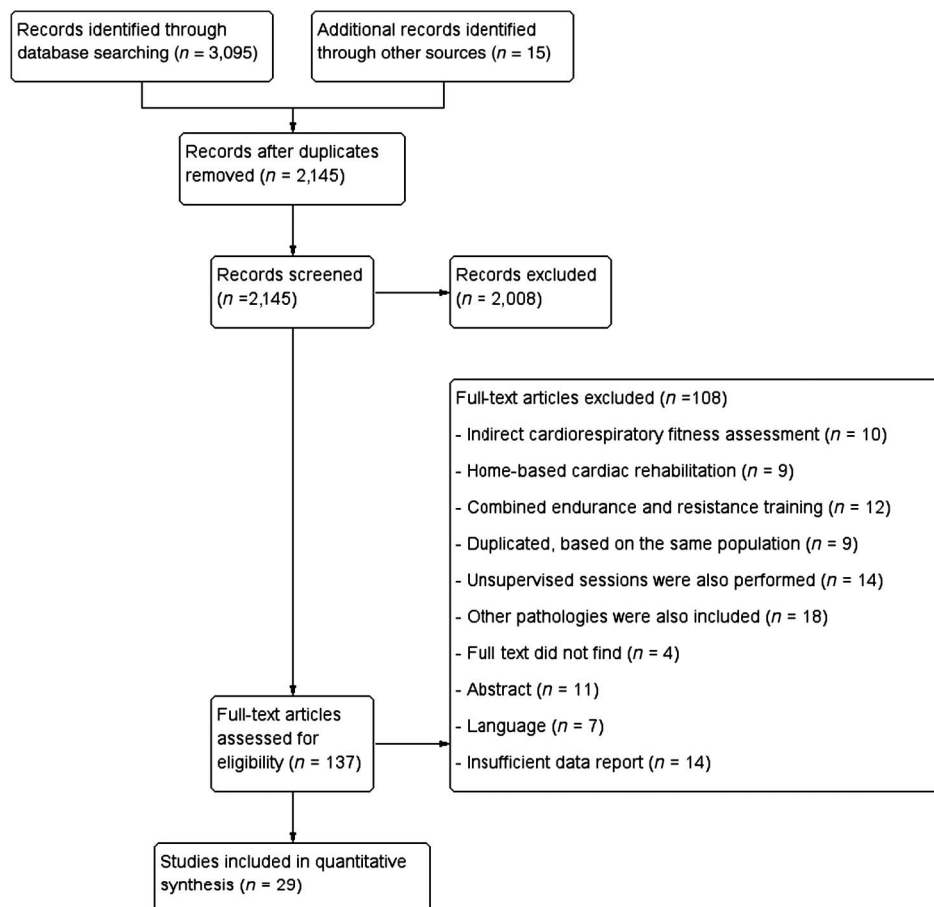 Records identified through
database searching (n = 3,095)
Additional records identified
through other sources (n = 15)
Records after duplicates
removed (n = 2,145)
Records screened
(n =2,145)
Records excluded
(n = 2,008)
Full-text articles excluded (n =108)
- Indirect cardiorespiratory fitness assessment (n = 10)
- Home-based cardiac rehabilitation (n = 9)
- Combined endurance and resistance training (n = 12)
- Duplicated, based on the same population (n = 9)
- Unsupervised sessions were also performed (n = 14)
- Other pathologies were also included (n = 18)
- Full text did not find (n = 4)
- Abstract (n = 11)
- Language (n = 7)
- Insufficient data report (n = 14)
Full-text articles
assessed for
eligibility (n = 137)
Studies included in quantitative
synthesis (n = 29)